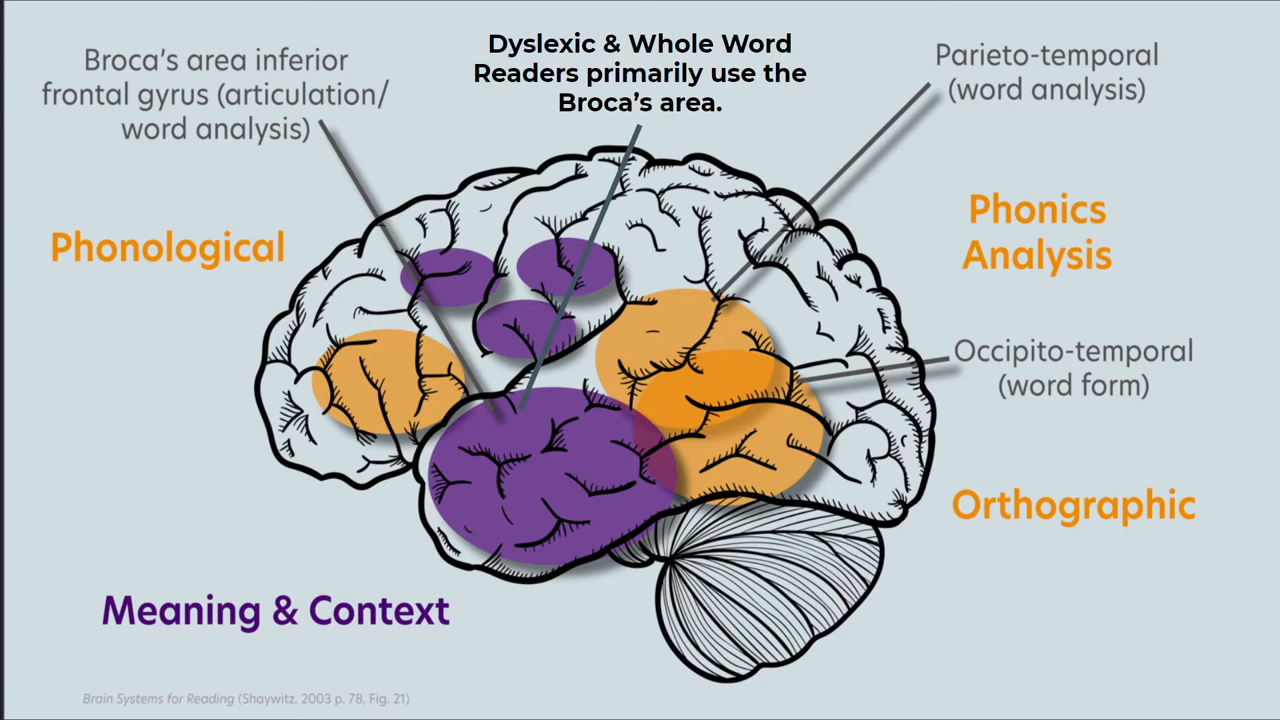 Broca’s area inferior
frontal gyrus (articulation/
word analysis)
Dyslexic & Whole Word
Readers primarily use the
Broca’s area.
Parieto-temporal
(word analysis)
Phonological
Phonics
Analysis
Occipito-temporal
(word form)
Orthographic
Meaning & Context
Brain Systems for Reading (Shaywitz, 2003 p. 78, Fig. 21)